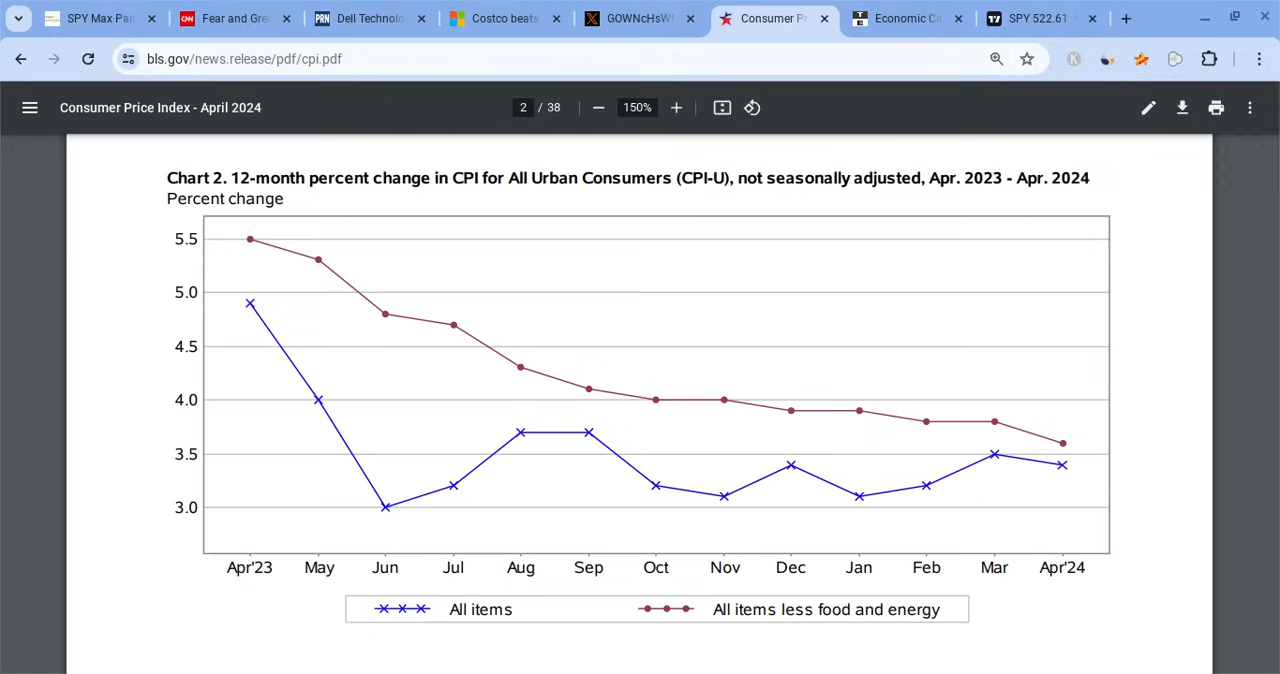 SPY Max Pai
Fear and Gre
Dell Technolo
Costco beats
GOWNcHsW
Consumer Pr
Economic Ca
SPY 522.61
bls.gov/news.release/pdf/cpi.pdf
Consumer Price Index - April 2024
2 / 38
150%
Chart 2. 12-month percent change in CPI for All Urban Consumers (CPI-U), not seasonally adjusted, Apr. 2023 - Apr. 2024
Percent change
5.5
5.0
4.5
4.0
3.5
3.0
Apr'23 May Jun Jul Aug Sep Oct Nov Dec Jan Feb Mar Apr'24
All items All items less food and energy